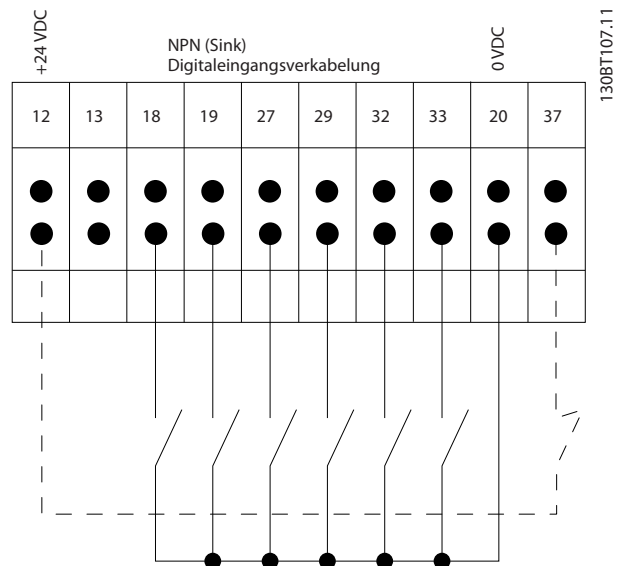 +24 VDC
NPN (Sink)
Digitaleingangsverkabelung
0 VDC
130BT107.11
12 13 18 19 27 29 32 33 20 37